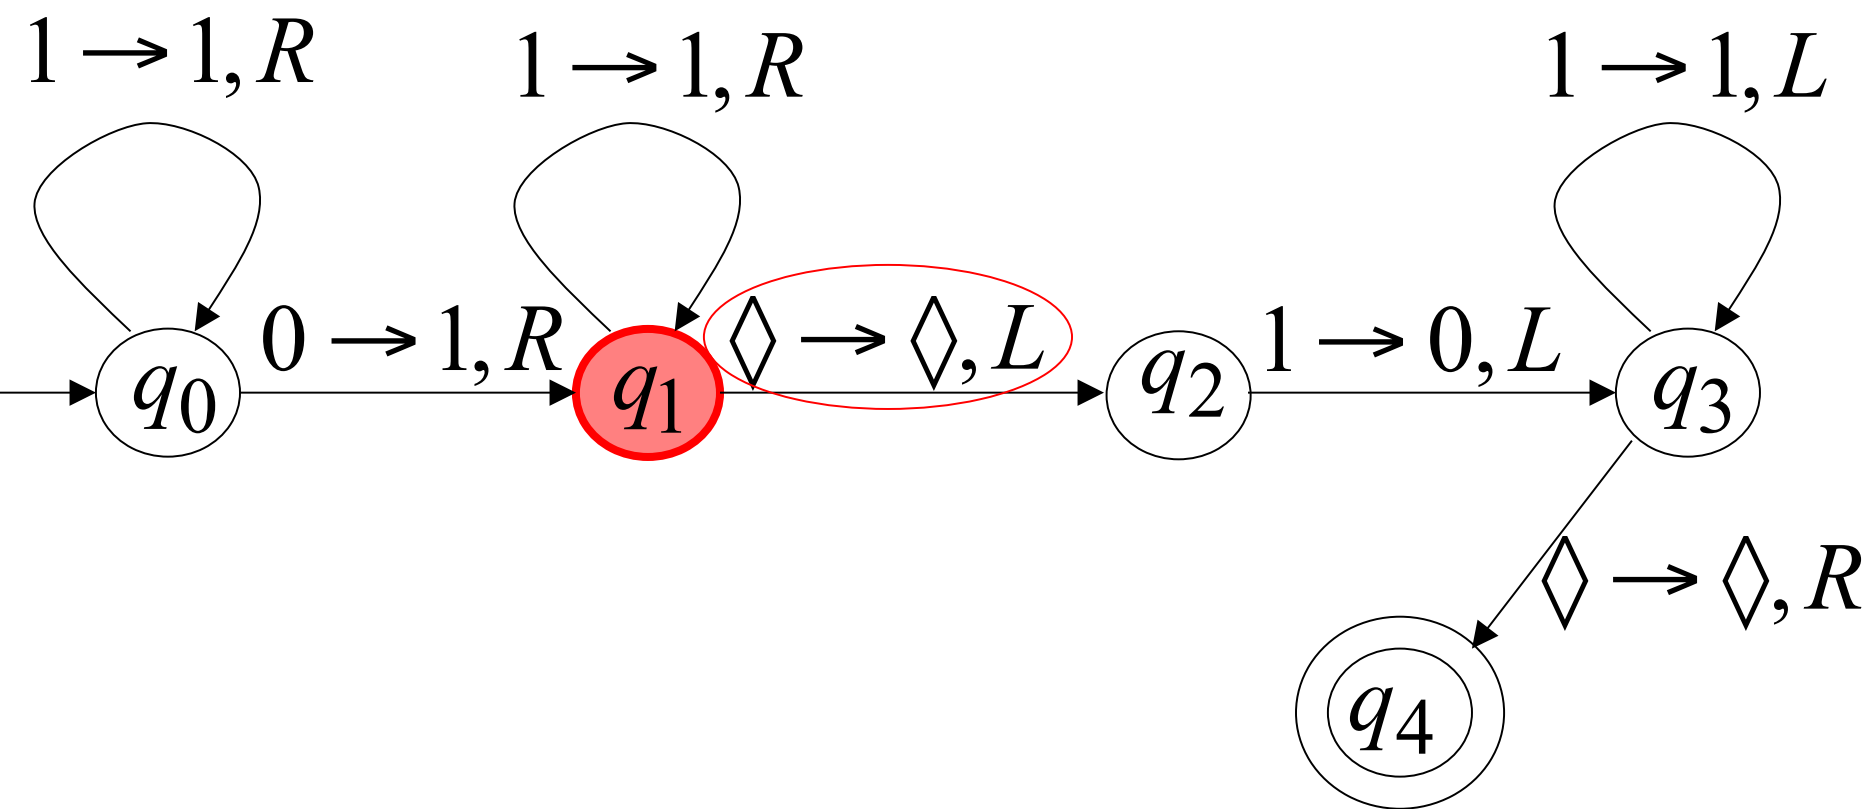 1 → 1, R
1 → 1, R
1 → 1, L
0 → 1, R
◊ → ◊, L
1 → 0, L
q0
q1
q2
q3
◊ → ◊, R
q4